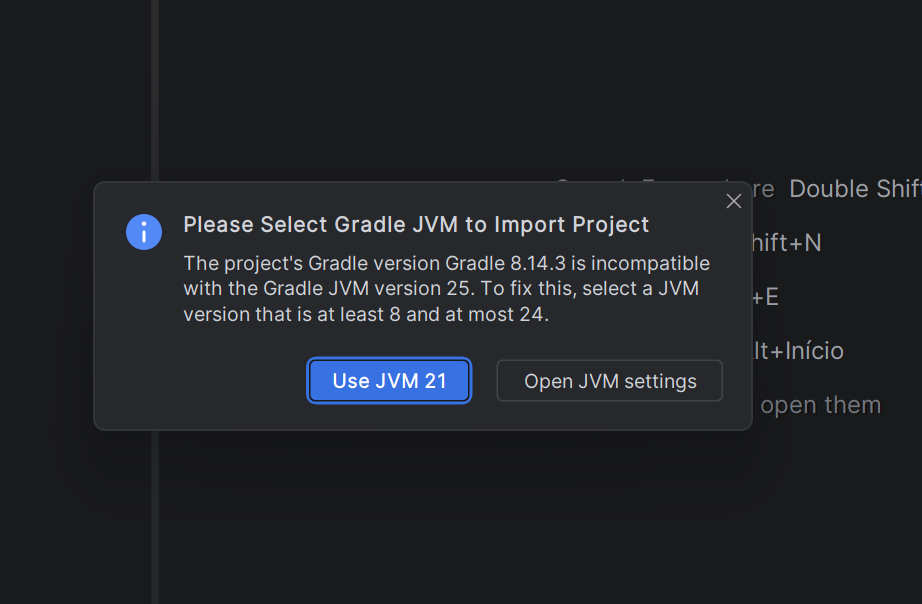 Double Shift
Please Select Gradle JVM to Import Project
The project's Gradle version Gradle 8.14.3 is incompatible
with the Gradle JVM version 25. To fix this, select a JVM
version that is at least 8 and at most 24.
Use JVM 21
Open JVM settings
hift+N
+E
lt+Início
open them